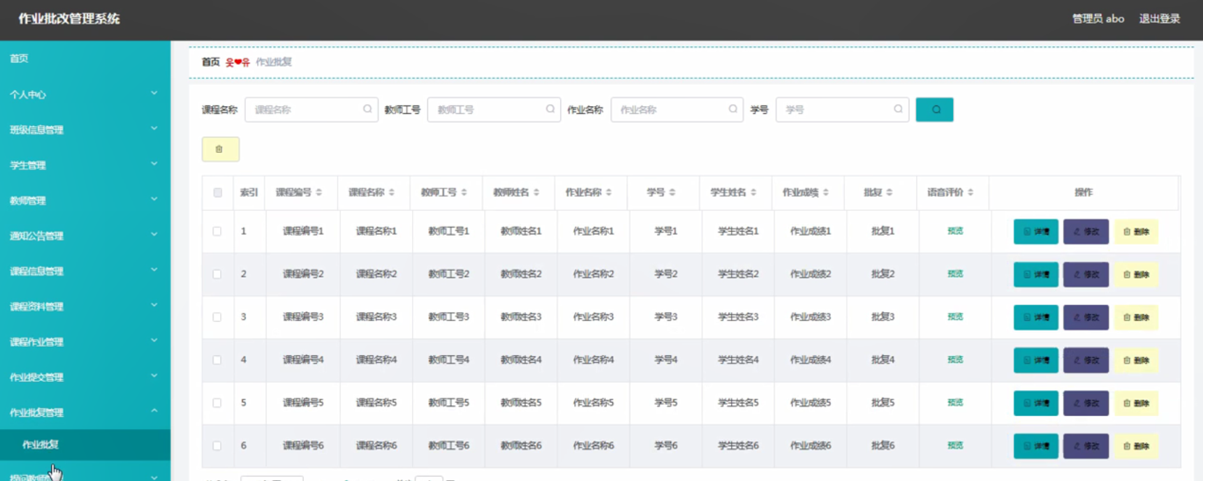 作业批改管理系统 管理员 abo 退出登录
首页
个人中心
班级信息管理
学生管理
教师管理
通知公告管理
课程信息管理
课程资料管理
课程作业管理
作业提交管理
作业批复管理
作业批复
首页 作业批复
课程名称 课程名称 教师工号 教师工号 作业名称 作业名称 学号 学号
索引 课程编号 课程名称 教师工号 教师姓名 作业名称 学号 学生姓名 作业成绩 批复 语音评价 操作
1 课程编号1 课程名称1 教师工号1 教师姓名1 作业名称1 学号1 学生姓名1 作业成绩1 批复1 预览 详情 修改 删除
2 课程编号2 课程名称2 教师工号2 教师姓名2 作业名称2 学号2 学生姓名2 作业成绩2 批复2 预览 详情 修改 删除
3 课程编号3 课程名称3 教师工号3 教师姓名3 作业名称3 学号3 学生姓名3 作业成绩3 批复3 预览 详情 修改 删除
4 课程编号4 课程名称4 教师工号4 教师姓名4 作业名称4 学号4 学生姓名4 作业成绩4 批复4 预览 详情 修改 删除
5 课程编号5 课程名称5 教师工号5 教师姓名5 作业名称5 学号5 学生姓名5 作业成绩5 批复5 预览 详情 修改 删除
6 课程编号6 课程名称6 教师工号6 教师姓名6 作业名称6 学号6 学生姓名6 作业成绩6 批复6 预览 详情 修改 删除